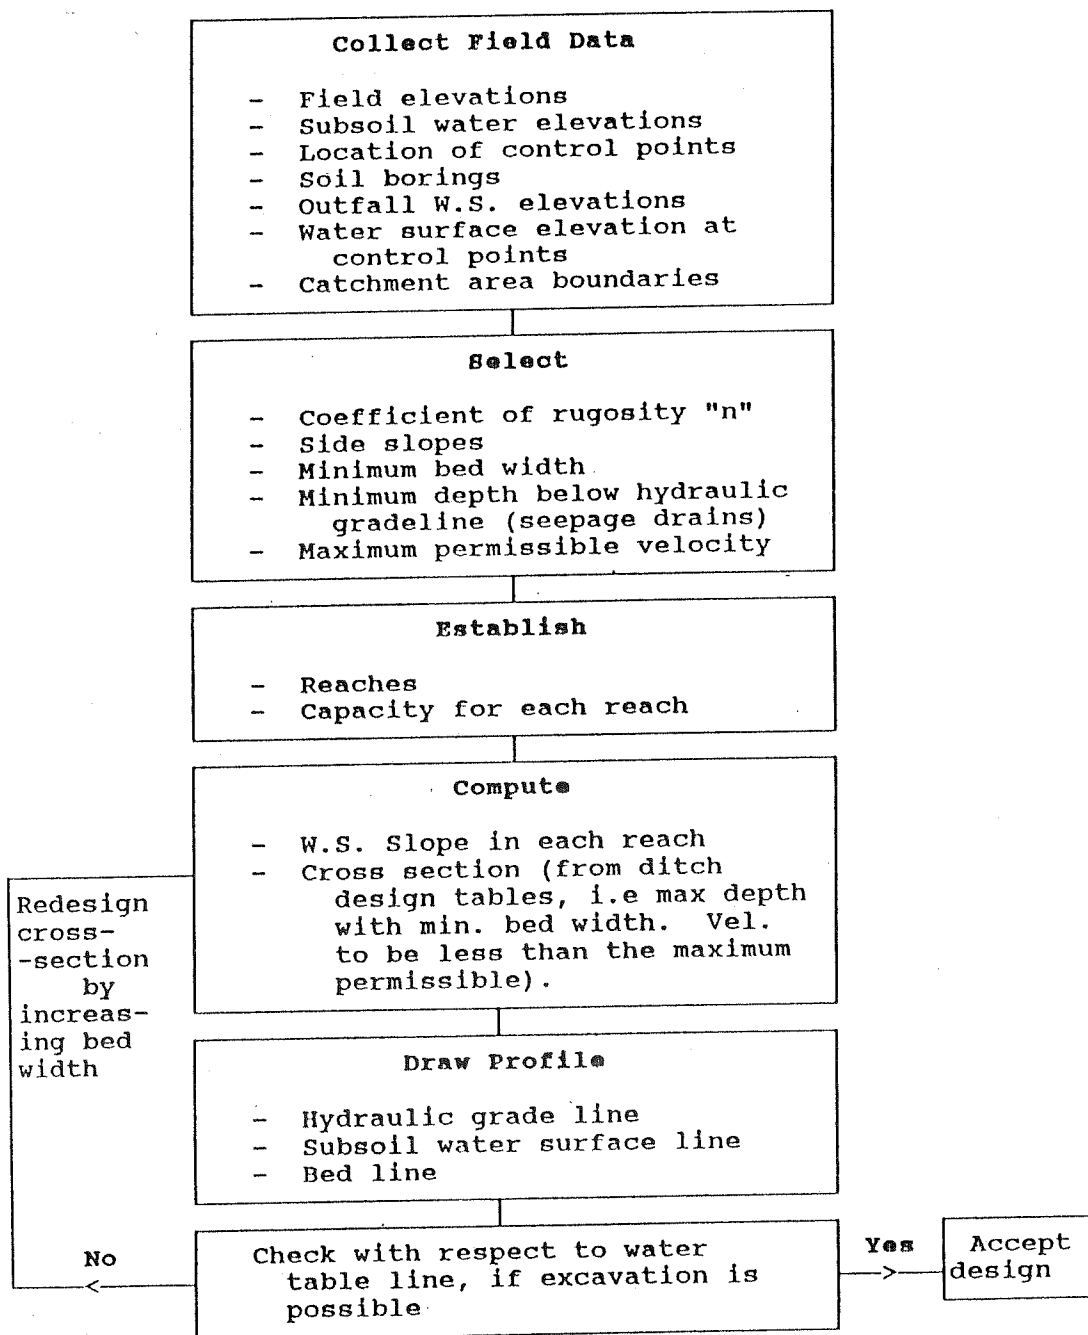 Collect Field Data
- Field elevations
- Subsoil water elevations
- Location of control points
- Soil borings
- Outfall W.S. elevations
- Water surface elevation at
control points
- Catchment area boundaries
Select
- Coefficient of rugosity "n"
- Side slopes
- Minimum bed width
- Minimum depth below hydraulic
gradeline (seepage drains)
- Maximum permissible velocity
Establish
- Reaches
- Capacity for each reach
Compute
- W.S. Slope in each reach
- Cross section (from ditch
design tables, i.e max depth
with min. bed width. Vel.
to be less than the maximum
permissible).
Redesign
cross-
-section
by
increas-
ing bed
width
Draw Profile
- Hydraulic grade line
- Subsoil water surface line
- Bed line
No
Check with respect to water
table line, if excavation is
possible
Yes
Accept
design